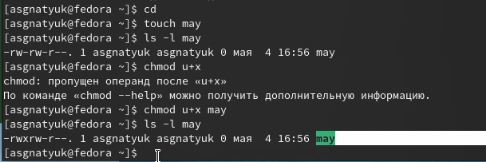 [asgnatyuk@fedora ~]$ cd
[asgnatyuk@fedora ~]$ touch may
[asgnatyuk@fedora ~]$ ls -l may
-rw-rw-r--. 1 asgnatyuk asgnatyuk 0 мая  4 16:56 may
[asgnatyuk@fedora ~]$ chmod u+x
chmod: пропущен операнд после «u+x»
По команде «chmod --help» можно получить дополнительную информацию.
[asgnatyuk@fedora ~]$ chmod u+x may
[asgnatyuk@fedora ~]$ ls -l may
-rwxrw-r--. 1 asgnatyuk asgnatyuk 0 мая  4 16:56 may
[asgnatyuk@fedora ~]$